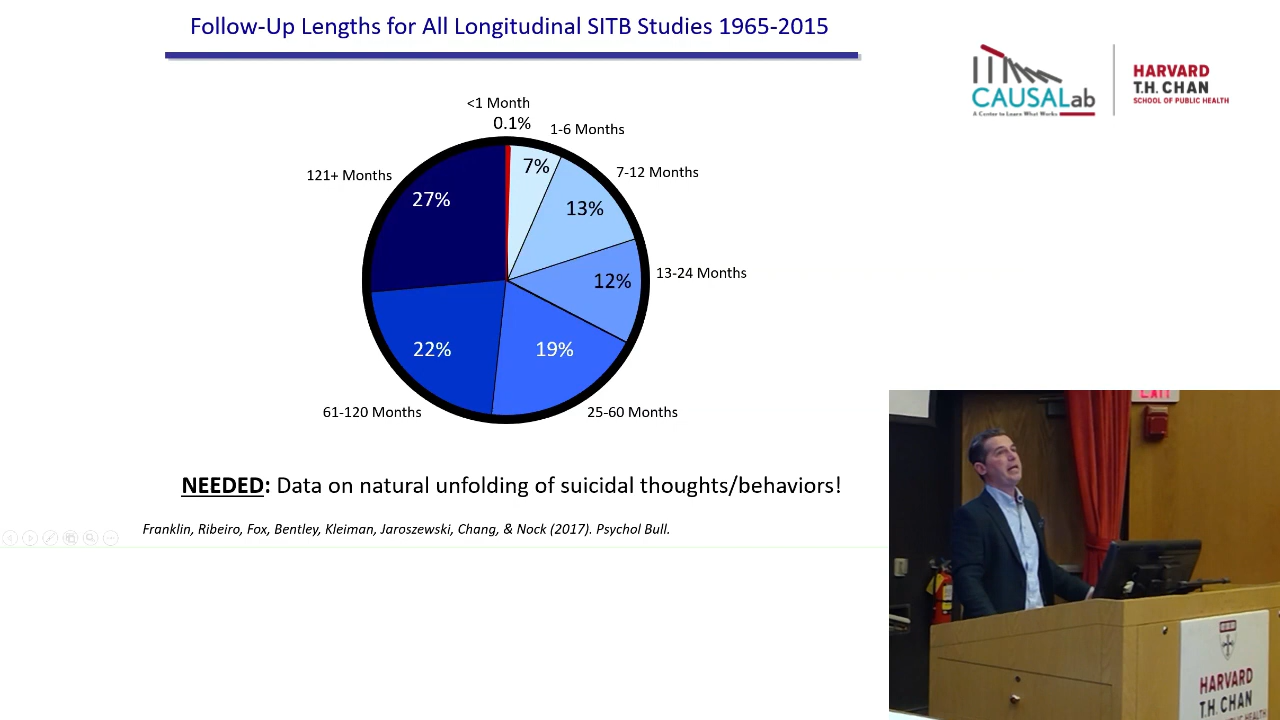 Follow-Up Lengths for All Longitudinal SITB Studies 1965-2015
CAUSALab
A Center to Learn What Works
HARVARD
T.H. CHAN
SCHOOL OF PUBLIC HEALTH
<1 Month
0.1%
1-6 Months
7%
7-12 Months
13%
13-24 Months
12%
25-60 Months
19%
61-120 Months
22%
121+ Months
27%
NEEDED: Data on natural unfolding of suicidal thoughts/behaviors!
Franklin, Ribeiro, Fox, Bentley, Kleiman, Jaroszewski, Chang, & Nock (2017). Psychol Bull.
EXIT
HARVARD
T.H. CHAN